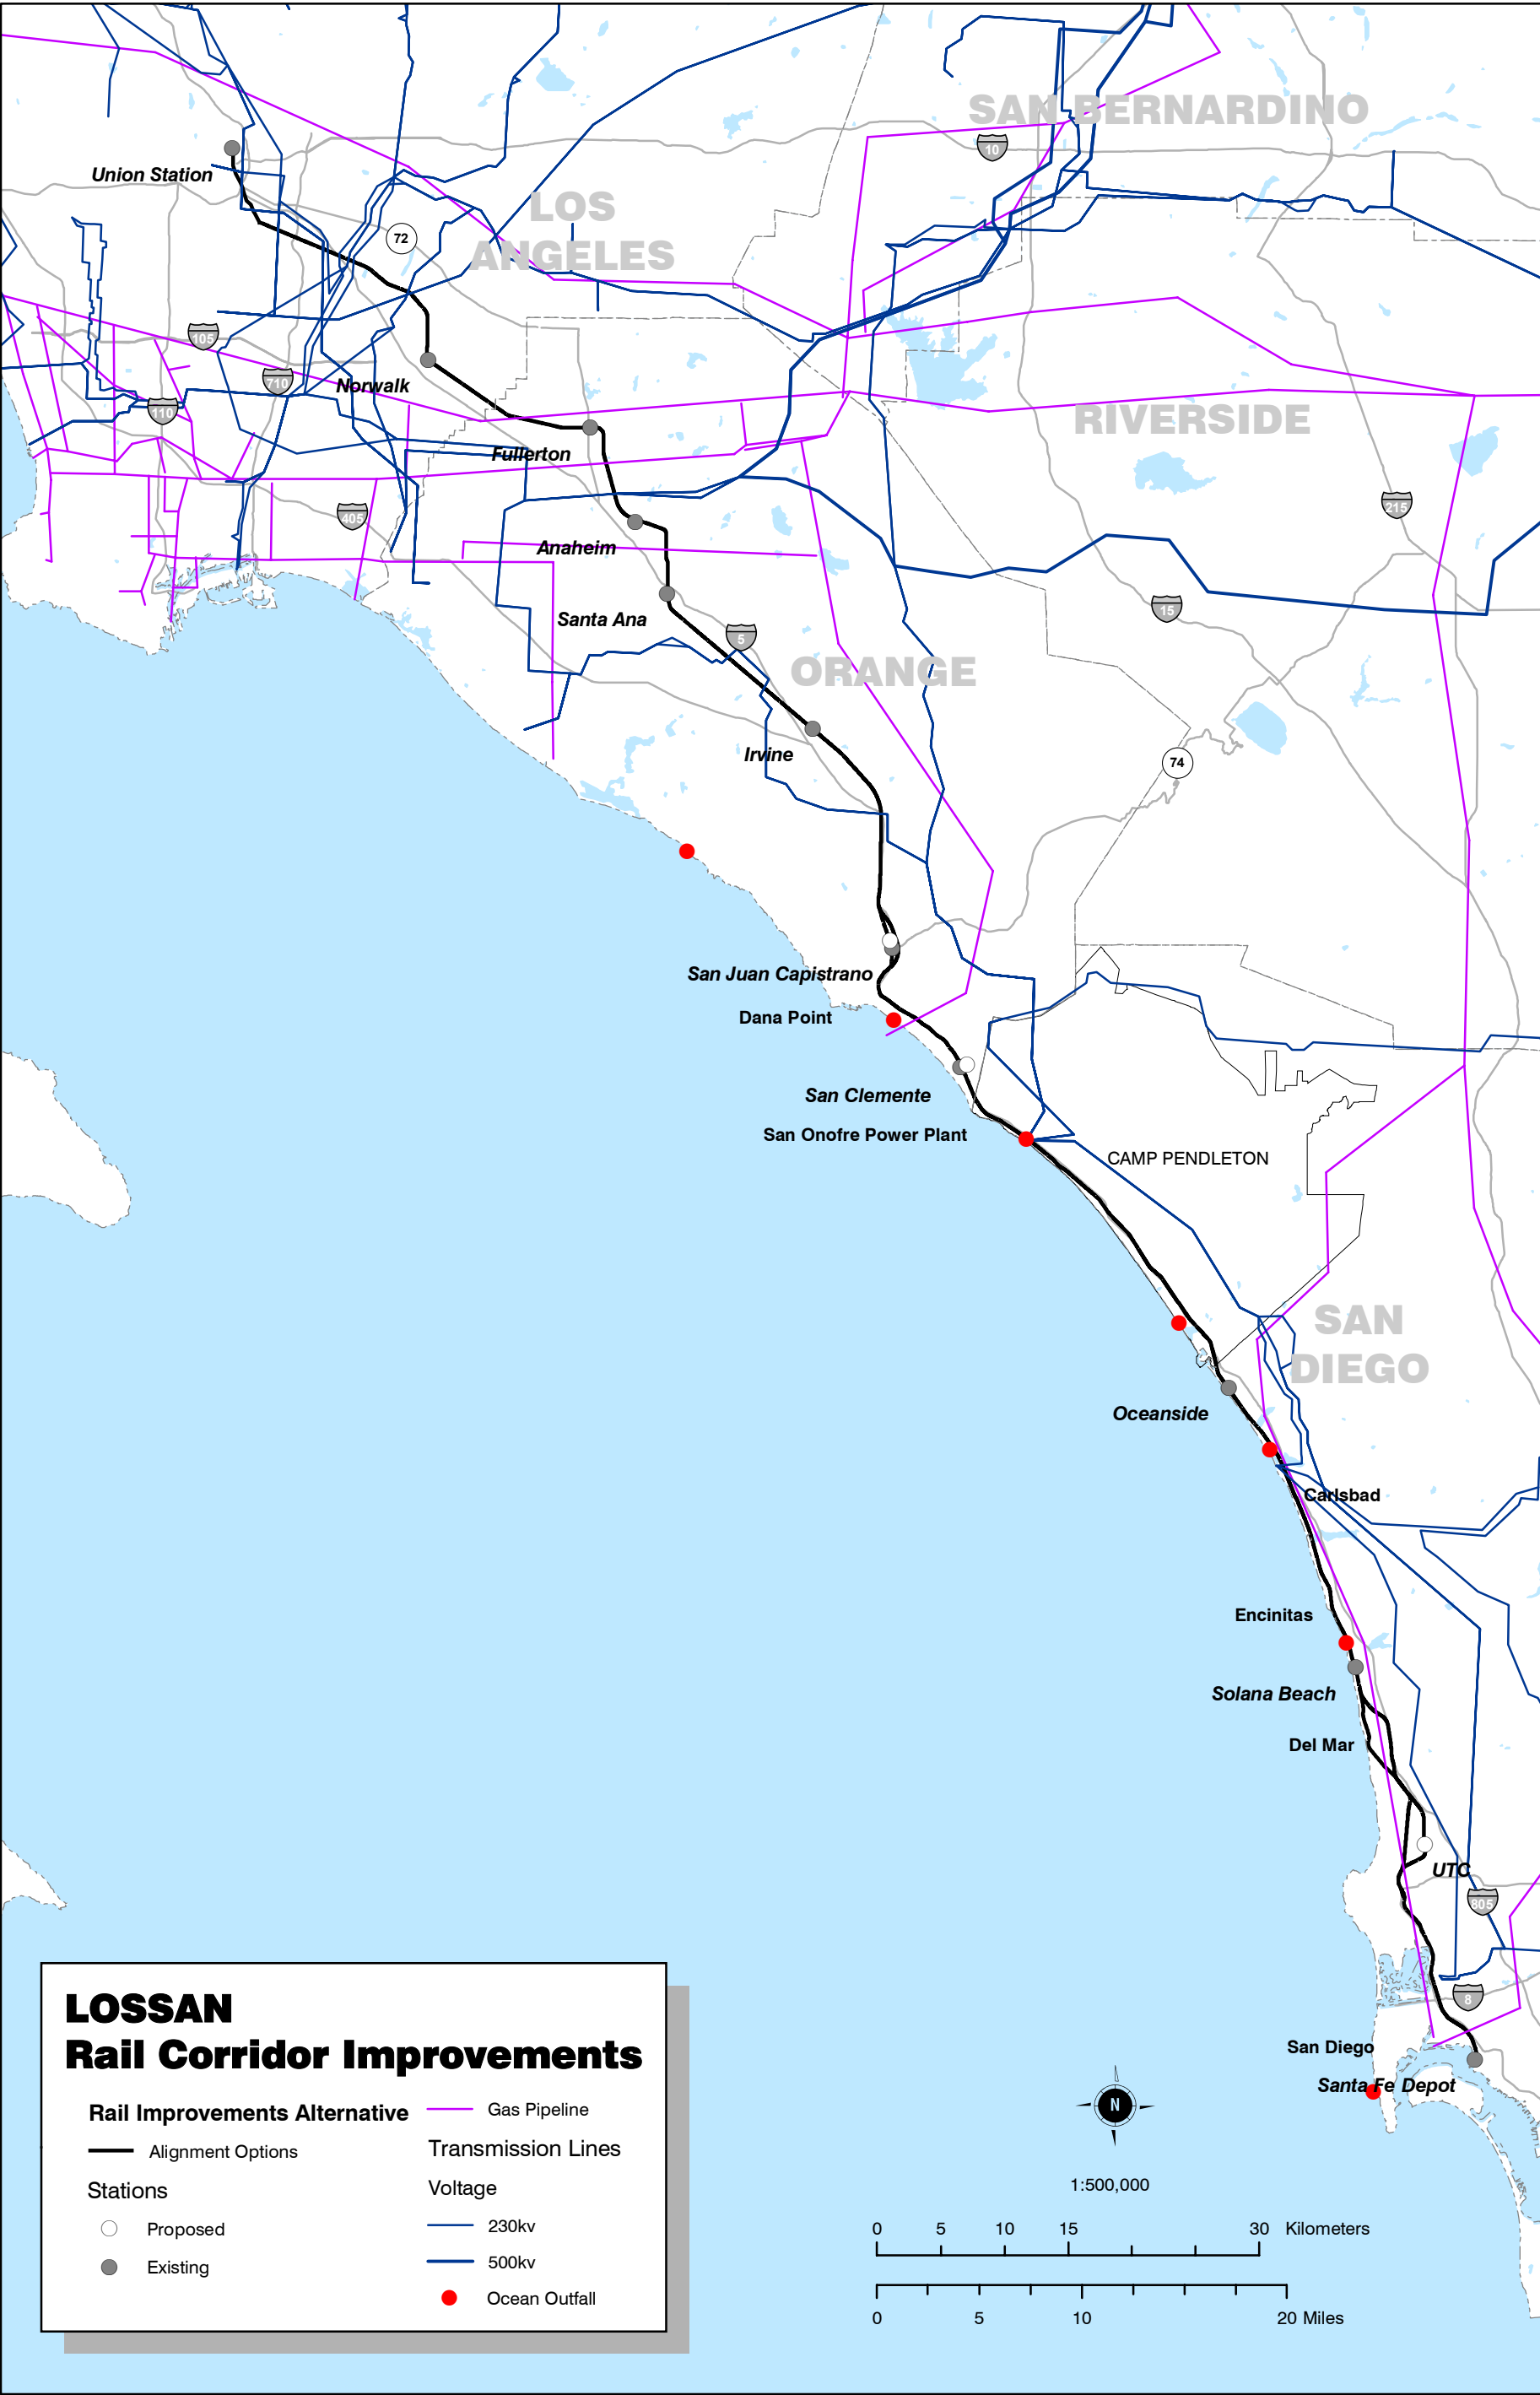 SAN BERNARDINO
10
Union Station
LOS
ANGELES
72
105
710
Norwalk
110
RIVERSIDE
Fullerton
215
405
Anaheim
15
Santa Ana
5
ORANGE
Irvine
74
San Juan Capistrano
Dana Point
San Clemente
San Onofre Power Plant
CAMP PENDLETON
SAN
DIEGO
Oceanside
Carlsbad
Encinitas
Solana Beach
Del Mar
UTC
805
8
San Diego
Santa Fe Depot
LOSSAN
Rail Corridor Improvements
Rail Improvements Alternative
Alignment Options
Stations
Proposed
Existing
Gas Pipeline
Transmission Lines
Voltage
230kv
500kv
Ocean Outfall
N
1:500,000
0 5 10 15 30 Kilometers
0 5 10 20 Miles